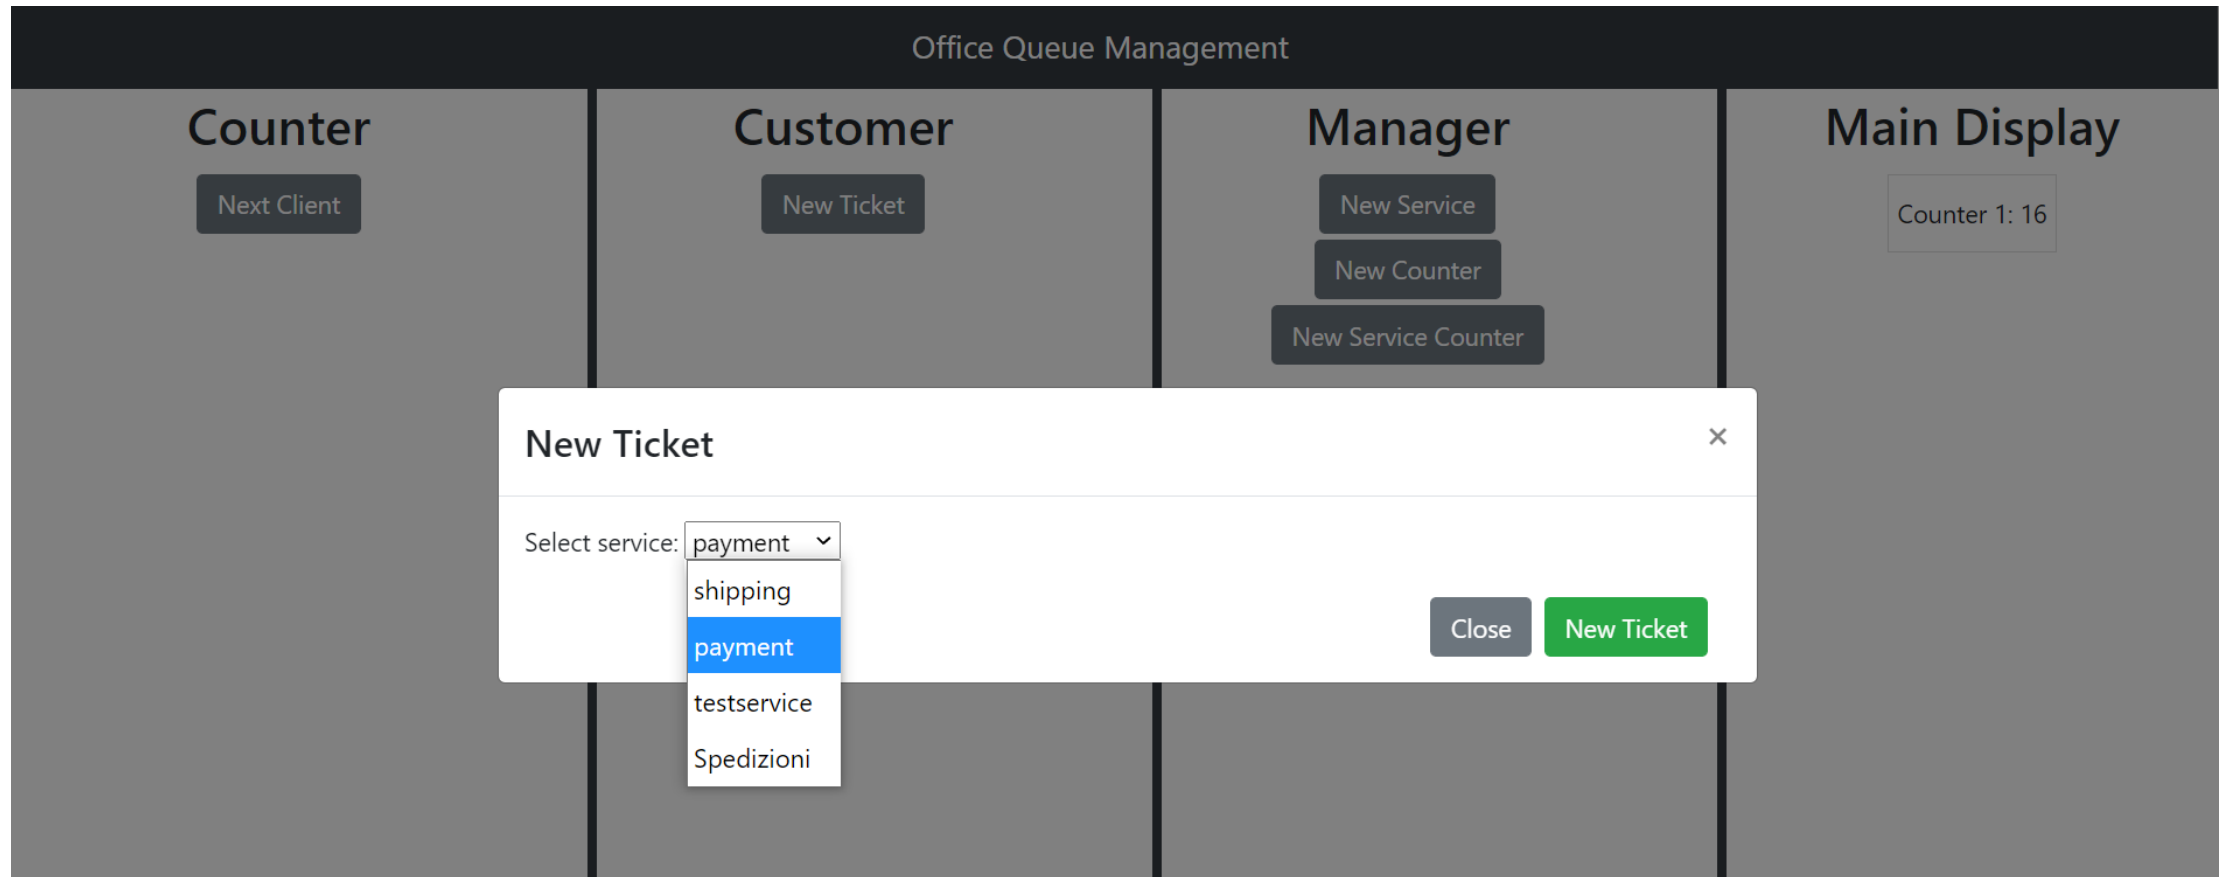 Office Queue Management
Counter
Next Client
Customer
New Ticket
Manager
New Service
New Counter
New Service Counter
Main Display
Counter 1: 16
New Ticket
×
Select service: payment
shipping
payment
testservice
Spedizioni
Close
New Ticket